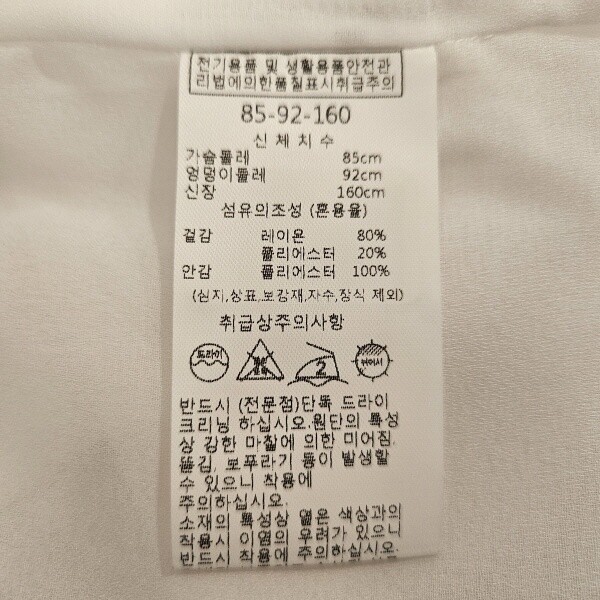 전기용품 및 생활용품안전관
리법에의한품질표시취급주의
85-92-160
신체치수
가슴둘레 85cm
엉덩이둘레 92cm
신장 160cm
섬유의조성 (혼용율)
겉감 레이온 80%
폴리에스터 20%
안감 폴리에스터 100%
(심지,상표,보강재,자수,장식 제외)
취급상주의사항
드라이 2 뉘어서
반드시 (전문점)단독 드라이
크리닝 하십시오.원단의 특성
상 강한 마찰에 의한 미어짐.
뜯김, 보푸라기 등이 발생할
수 있으니 착용에
주의하십시오.
소재의 특성상 옅은 색상과의
착용시 이염의 우려가 있으니
반드시 착용에 주의하십시오.